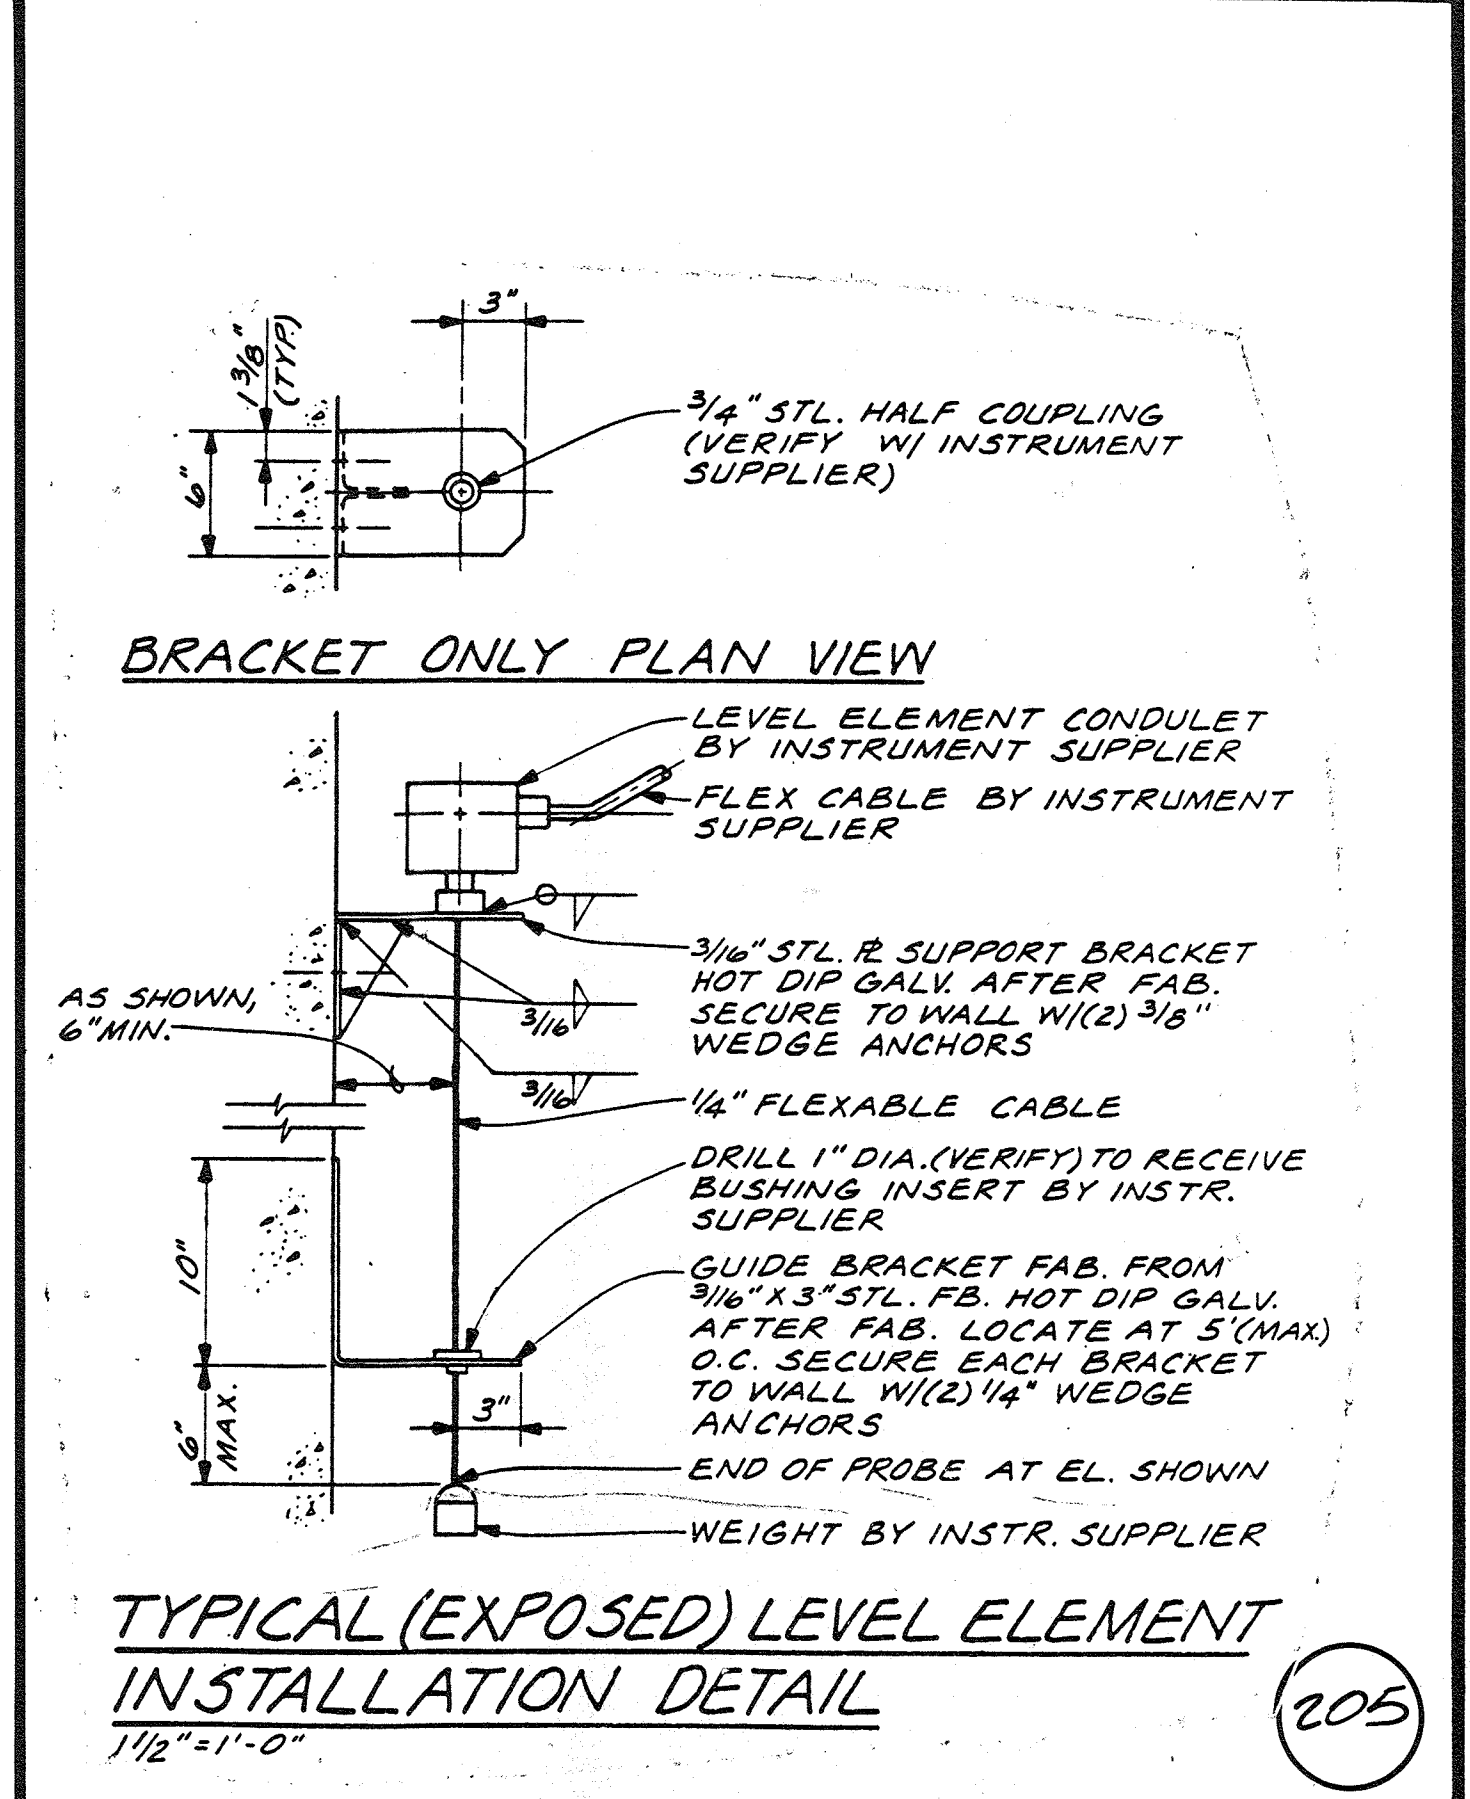 3"
1 3/8"
(TYP.)
6"
3/4" STL. HALF COUPLING
(VERIFY W/ INSTRUMENT
SUPPLIER)
BRACKET ONLY PLAN VIEW
LEVEL ELEMENT CONDULET
BY INSTRUMENT SUPPLIER
FLEX CABLE BY INSTRUMENT
SUPPLIER
3/16" STL. PL SUPPORT BRACKET
HOT DIP GALV. AFTER FAB.
SECURE TO WALL W/(2) 3/8"
WEDGE ANCHORS
AS SHOWN,
6" MIN.
3/16
3/16
1/4" FLEXABLE CABLE
DRILL 1" DIA.(VERIFY) TO RECEIVE
BUSHING INSERT BY INSTR.
SUPPLIER
10"
GUIDE BRACKET FAB. FROM
3/16" X 3" STL. FB. HOT DIP GALV.
AFTER FAB. LOCATE AT 5'(MAX.)
O.C. SECURE EACH BRACKET
TO WALL W/(2) 1/4" WEDGE
ANCHORS
6"
MAX.
3"
END OF PROBE AT EL. SHOWN
WEIGHT BY INSTR. SUPPLIER
TYPICAL (EXPOSED) LEVEL ELEMENT
INSTALLATION DETAIL
1 1/2" = 1'-0"
205